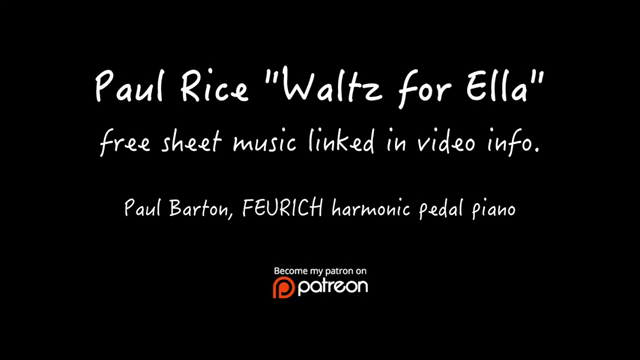 Paul Rice "Waltz for Ella"
free sheet music linked in video info.
Paul Barton, FEURICH harmonic pedal piano
Become my patron on
patreon